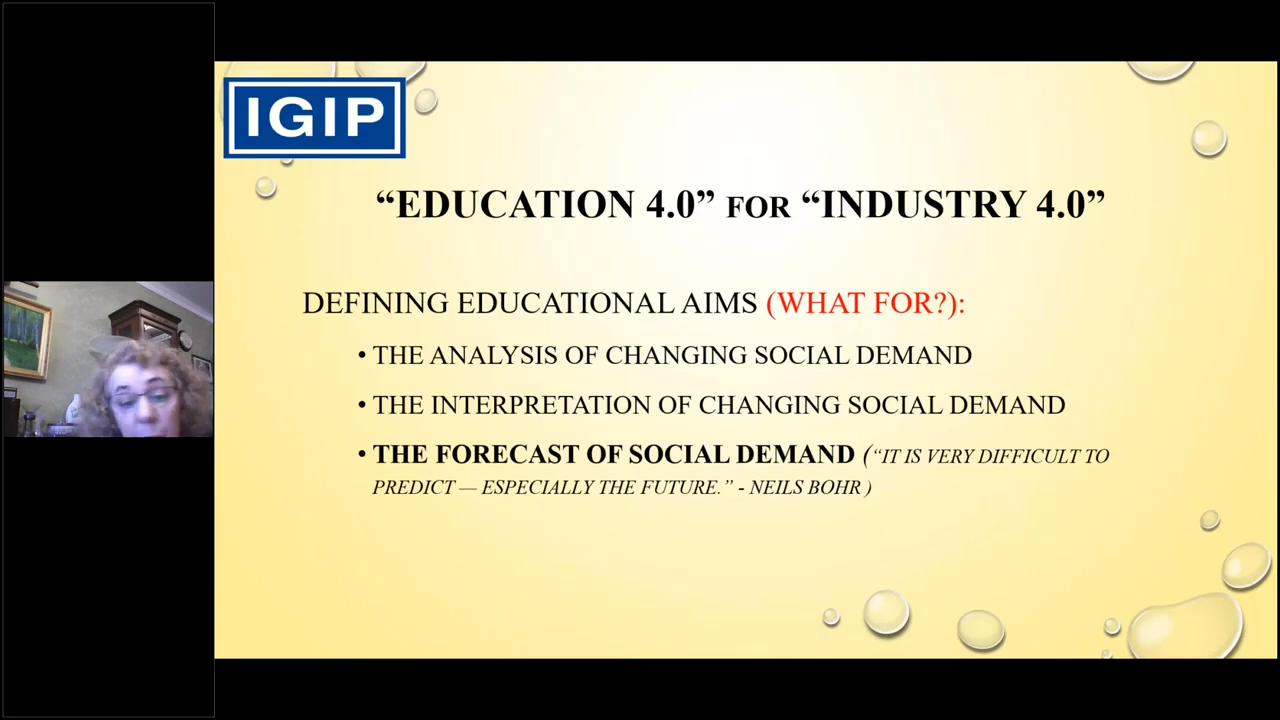 IGIP
“EDUCATION 4.0” FOR “INDUSTRY 4.0”
DEFINING EDUCATIONAL AIMS (WHAT FOR?):
• THE ANALYSIS OF CHANGING SOCIAL DEMAND
• THE INTERPRETATION OF CHANGING SOCIAL DEMAND
• THE FORECAST OF SOCIAL DEMAND (“IT IS VERY DIFFICULT TO
PREDICT — ESPECIALLY THE FUTURE.” - NEILS BOHR )